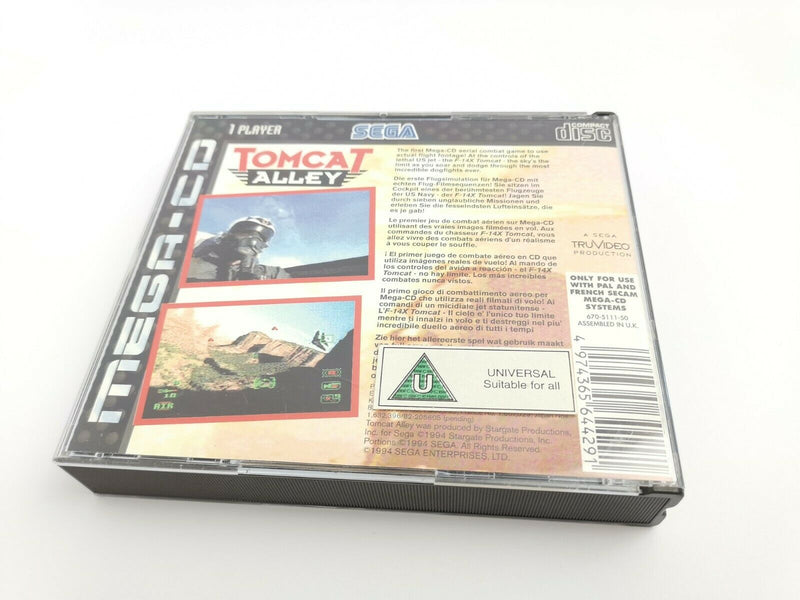 1 PLAYER
SEGA
COMPACT
disc
MEGA-CD
TOMCAT
ALLEY
The first Mega-CD aerial combat game to use
actual flight footage! At the controls of the
lethal US jet - the F-14X Tomcat - the sky's the
limit as you soar and dodge through the most
incredible dogfights ever.
Die erste Flugsimulation für Mega-CD mit
echten Flug-Filmsequenzen! Sie sitzen im
Cockpit eines der berühmtesten Flugzeuge
der US Navy - der F-14X Tomcat! Jagen Sie
durch sieben unglaubliche Missionen und
erleben Sie die fesselndsten Lufteinsätze, die
es je gab!
Le premier jeu de combat aérien sur Mega-CD
utilisant des vraies images filmées en vol. Aux
commandes du chasseur F-14X Tomcat, vous
allez vivre des combats aériens d'un réalisme
à vous couper le souffle.
¡ El primer juego de combate aéreo en CD que
utiliza imágenes reales de vuelo! Al mando de
los controles del avión a reacción - el F-14X
Tomcat - no hay límite. Los más increíbles
combates nunca vistos.
Il primo gioco di combattimento aereo per
Mega-CD che utilizza reali filmati di volo! Ai
comandi di un micidiale jet statunitense -
L'F-14X Tomcat - Il cielo e' l'unico tuo limite
mentre ti innalzi in volo e ti destreggi nel piu'
incredibile duello aereo di tutti i tempi
Zie hier het allereerste spel wat gebruik maakt
A SEGA
TRUVIDEO
PRODUCTION
ONLY FOR USE
WITH PAL AND
FRENCH SECAM
MEGA-CD
SYSTEMS
670-5111-50
ASSEMBLED IN U.K.
4 974365 644291
U
UNIVERSAL
Suitable for all
1,632,396/82-205605 (pending)
Tomcat Alley was produced by Stargate Productions,
Inc. for Sega ©1994 Stargate Productions, Inc.
Portions ©1994 SEGA. All Rights Reserved.
©1994 SEGA ENTERPRISES, LTD.
18
AIR